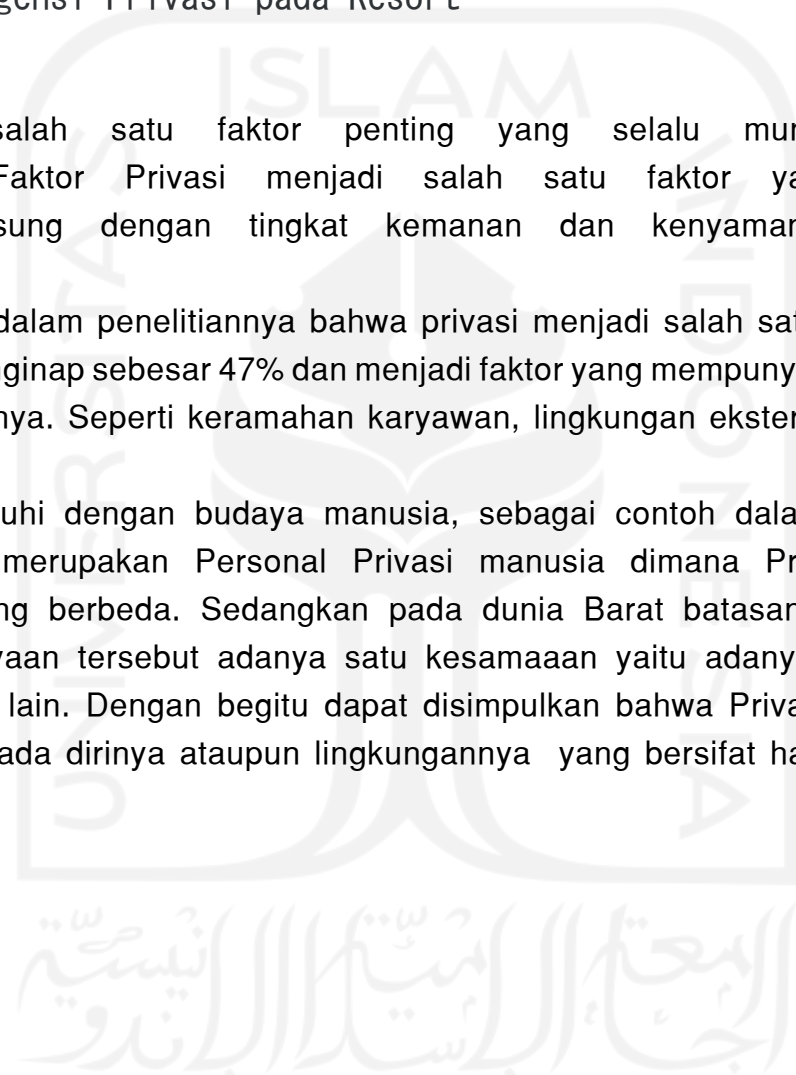 Privasi pada Resort
ISLAM
salah satu faktor penting yang selalu mun
Faktor Privasi menjadi salah satu faktor ya
sung dengan tingkat kemanan dan kenyaman
dalam penelitiannya bahwa privasi menjadi salah sat
nginap sebesar 47% dan menjadi faktor yang mempuny
nya. Seperti keramahan karyawan, lingkungan ekster
uhi dengan budaya manusia, sebagai contoh dala
merupakan Personal Privasi manusia dimana Pr
ng berbeda. Sedangkan pada dunia Barat batasan
yaan tersebut adanya satu kesamaaan yaitu adany
lain. Dengan begitu dapat disimpulkan bahwa Priva
ada dirinya ataupun lingkungannya yang bersifat ha
UNIVERSITAS
INDONESIA